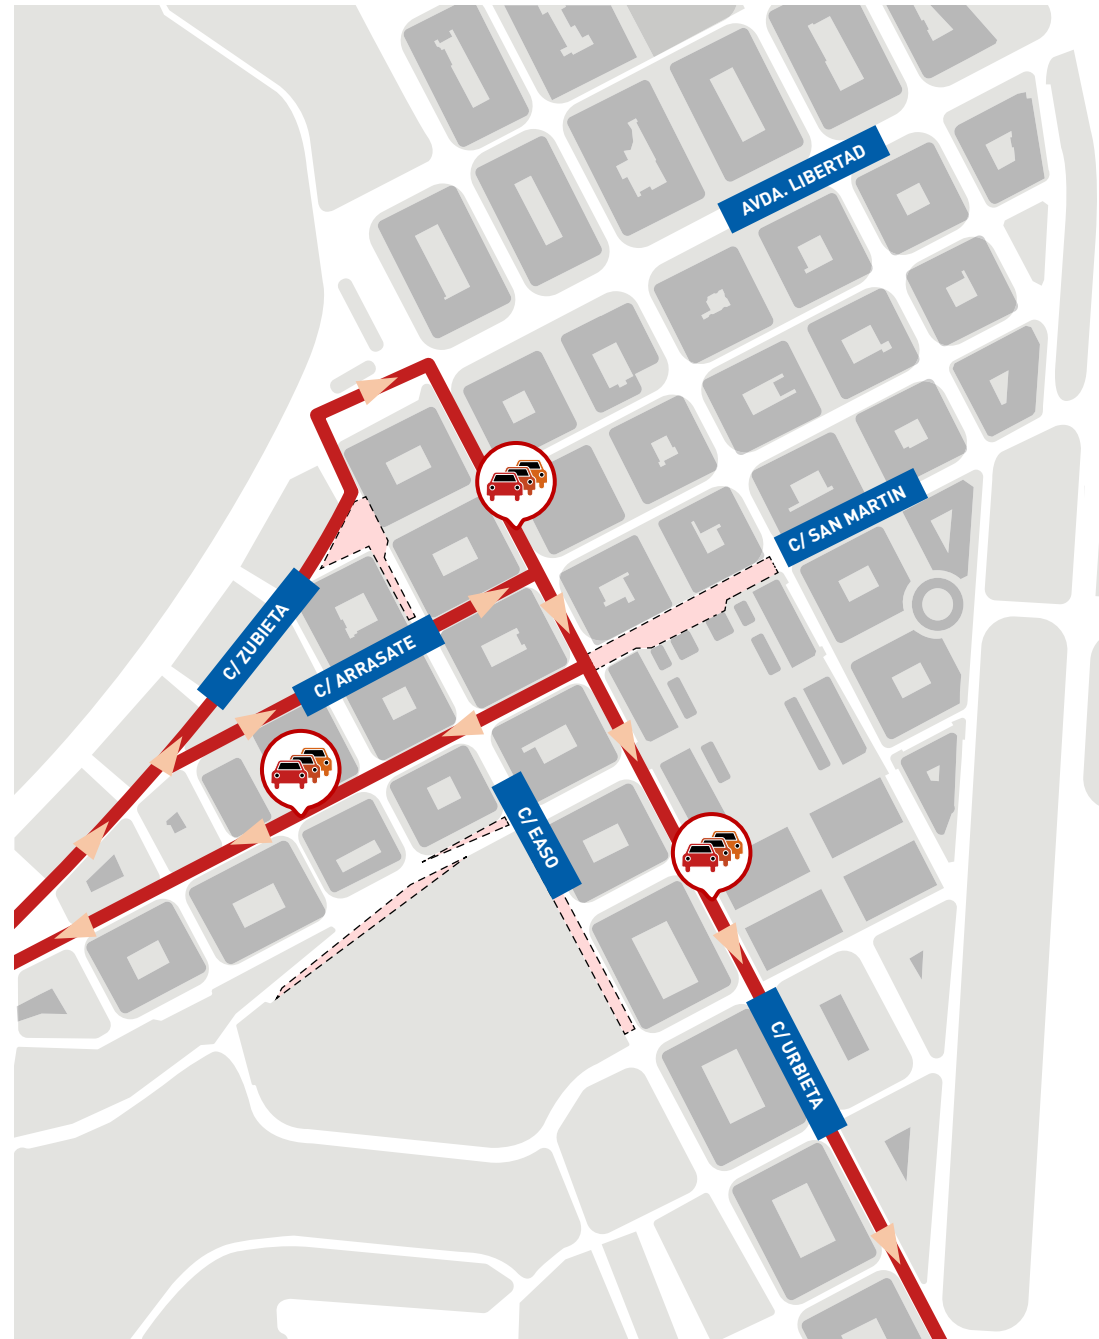 AVDA. LIBERTAD
C/ SAN MARTIN
C/ ZUBIETA
C/ ARRASATE
C/ EASO
C/ URBIETA